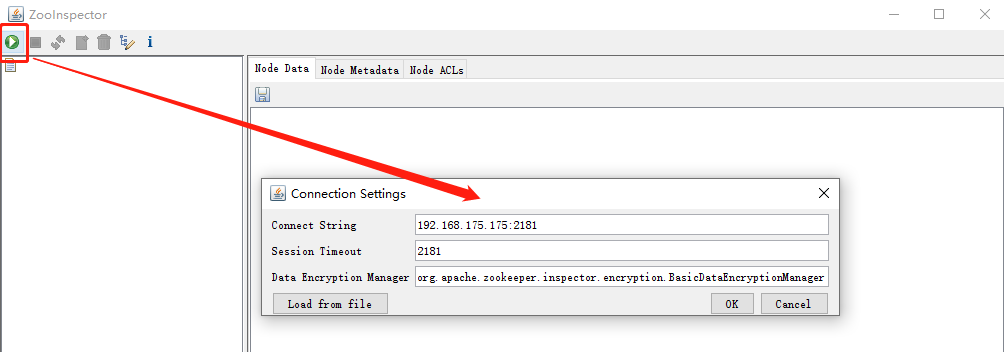 ZooInspector
Node Data Node Metadata Node ACLs
Connection Settings
Connect String 192.168.175.175:2181
Session Timeout 2181
Data Encryption Manager org.apache.zookeeper.inspector.encryption.BasicDataEncryptionManager
Load from file OK Cancel